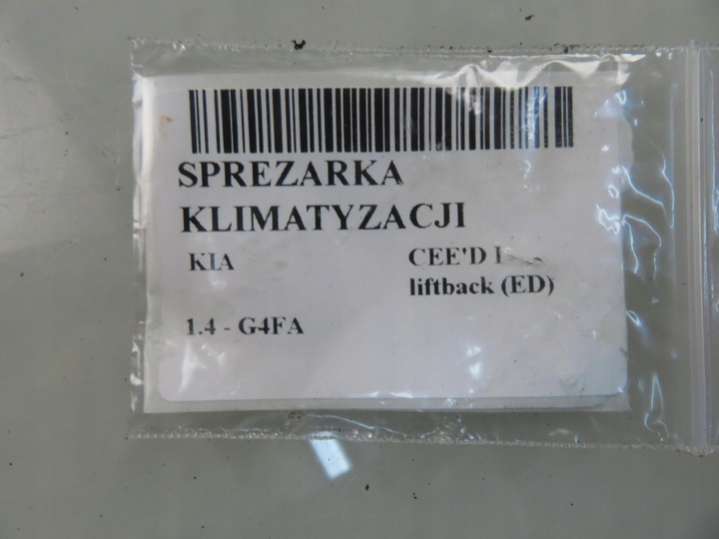 SPREZARKA
KLIMATYZACJI
KIA CEE'D I
liftback (ED)
1.4 - G4FA